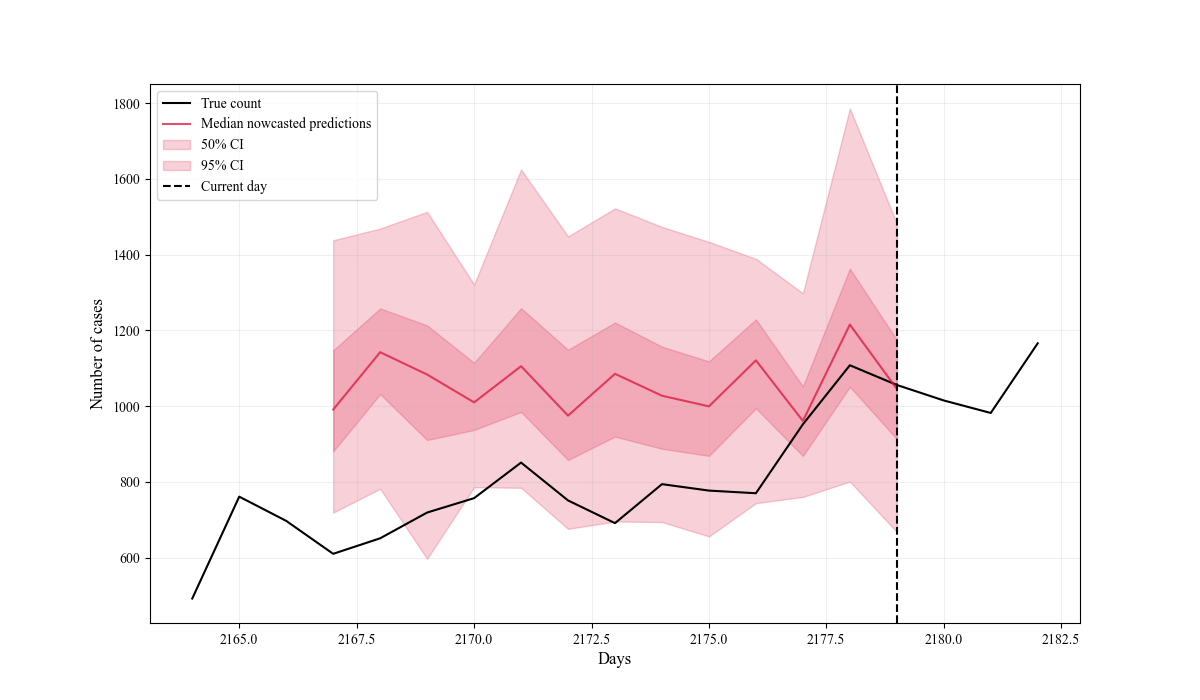 True count
Median nowcasted predictions
50% CI
95% CI
Current day
1800
1600
1400
1200
1000
800
600
Number of cases
2165.0 2167.5 2170.0 2172.5 2175.0 2177.5 2180.0 2182.5
Days